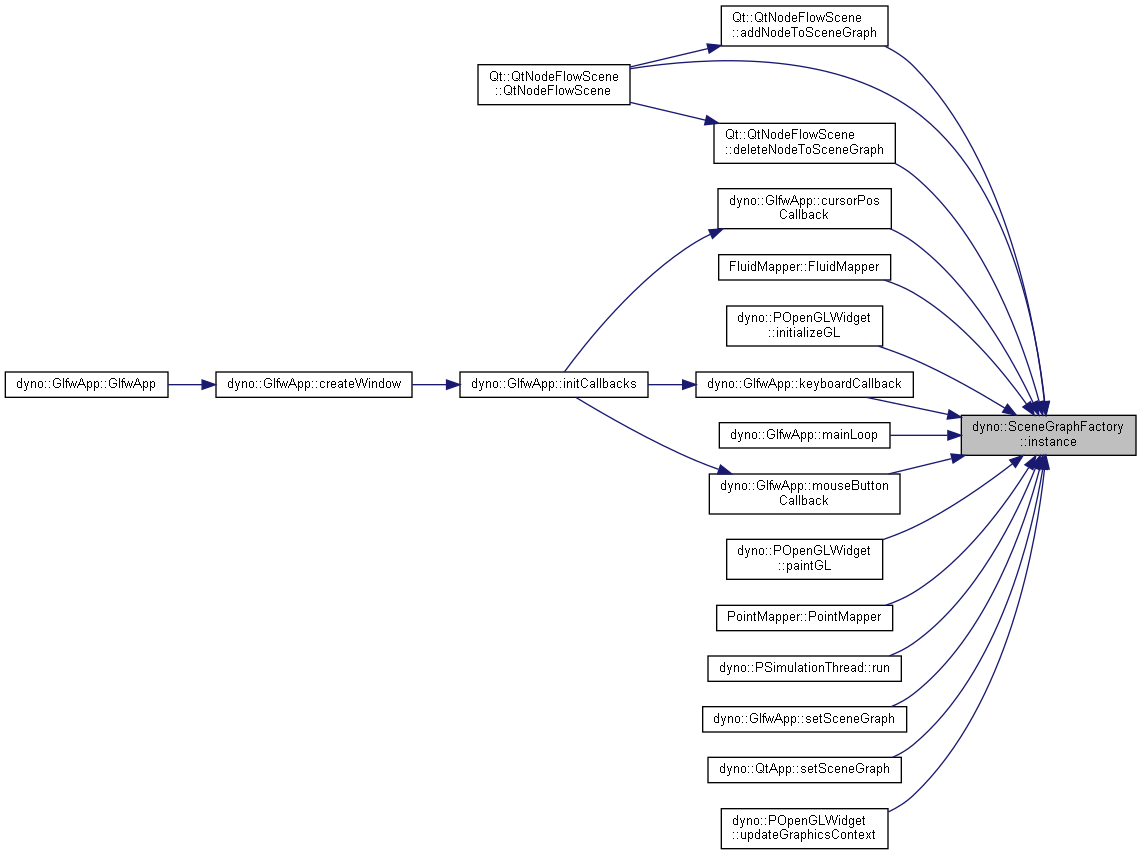 Qt::QtNodeFlowScene
::addNodeToSceneGraph
Qt::QtNodeFlowScene
::QtNodeFlowScene
Qt::QtNodeFlowScene
::deleteNodeToSceneGraph
dyno::GlfwApp::cursorPos
Callback
FluidMapper::FluidMapper
dyno::POpenGLWidget
::initializeGL
dyno::GlfwApp::GlfwApp
dyno::GlfwApp::createWindow
dyno::GlfwApp::initCallbacks
dyno::GlfwApp::keyboardCallback
dyno::SceneGraphFactory
::instance
dyno::GlfwApp::mainLoop
dyno::GlfwApp::mouseButton
Callback
dyno::POpenGLWidget
::paintGL
PointMapper::PointMapper
dyno::PSimulationThread::run
dyno::GlfwApp::setSceneGraph
dyno::QtApp::setSceneGraph
dyno::POpenGLWidget
::updateGraphicsContext